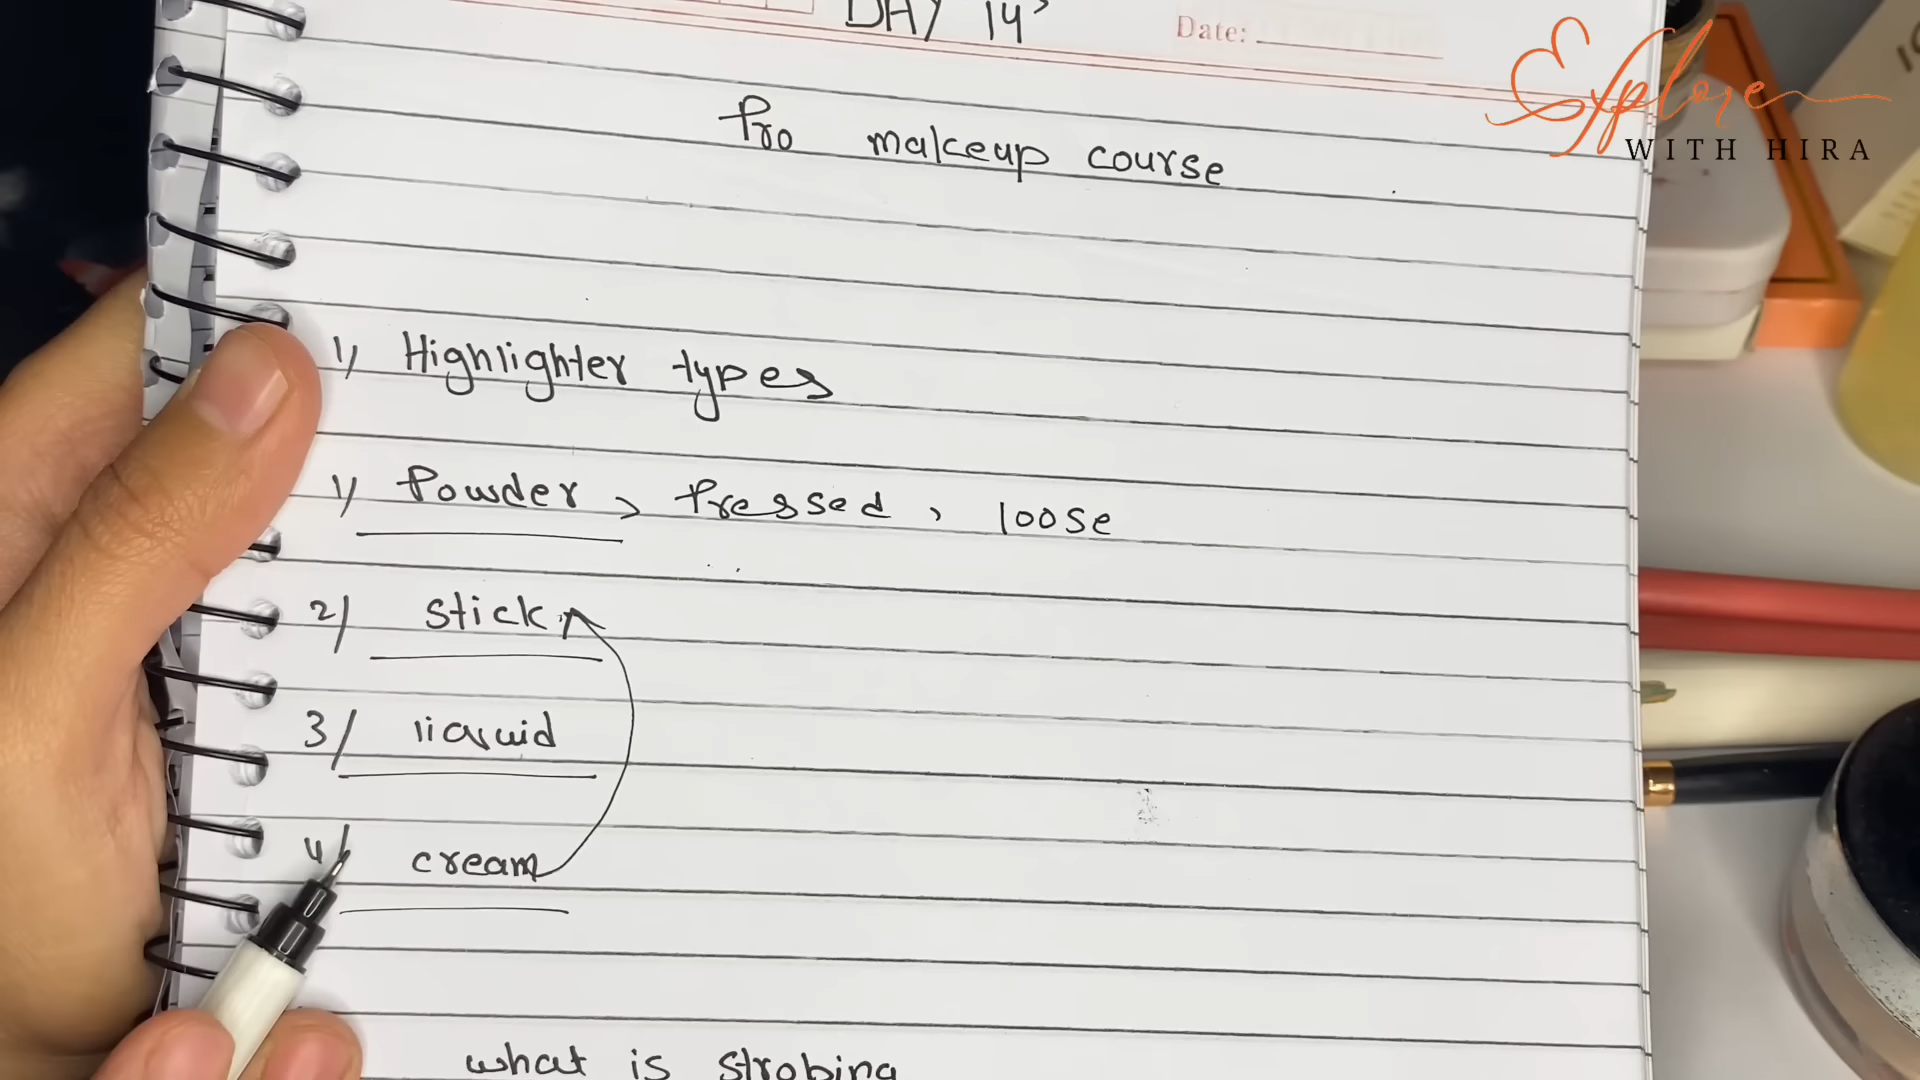 DAY 14
Date:
Explore
WITH HIRA
Pro makeup course
1) Highlighter types
1) Powder > Pressed, loose
2) stick
3) liquid
4) cream
what is strobing